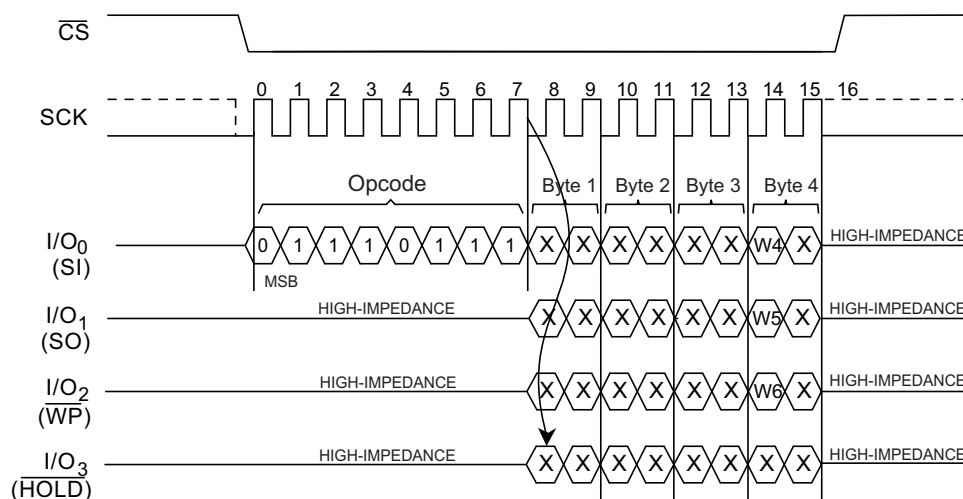 CS
0 1 2 3 4 5 6 7 8 9 10 11 12 13 14 15 16
SCK
Opcode Byte 1 Byte 2 Byte 3 Byte 4
I/O0 0 1 1 1 0 1 1 1 X X X X X X W4 X HIGH-IMPEDANCE
(SI)
MSB
I/O1 HIGH-IMPEDANCE X X X X X X W5 X HIGH-IMPEDANCE
(SO)
I/O2 HIGH-IMPEDANCE X X X X X X W6 X HIGH-IMPEDANCE
(WP)
I/O3 HIGH-IMPEDANCE X X X X X X X X HIGH-IMPEDANCE
(HOLD)